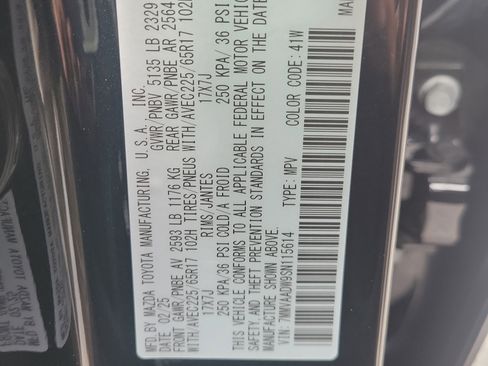 MFD BY MAZDA TOYOTA MANUFACTURING, U.S.A., INC.
DATE 02/25 GVWR/PNBV 5135 LB 2329
FRONT GAWR/PNBE AV 2593 LB 1176 KG REAR GAWR/PNBE AR 2564
WITH/AVEC225/65R17 102H TIRES/PNEUS WITH/AVEC225/65R17 102H
17X7J RIMS/JANTES 17X7J
250 KPA/36 PSI COLD/A FROID 250 KPA/36 PSI
THIS VEHICLE CONFORMS TO ALL APPLICABLE FEDERAL MOTOR VEHICLE
SAFETY,AND THEFT PREVENTION STANDARDS IN EFFECT ON THE DATE
MANUFACTURE SHOWN ABOVE.
VIN: 7MMVAADW9SN115614 TYPE: MPV COLOR CODE: 41W